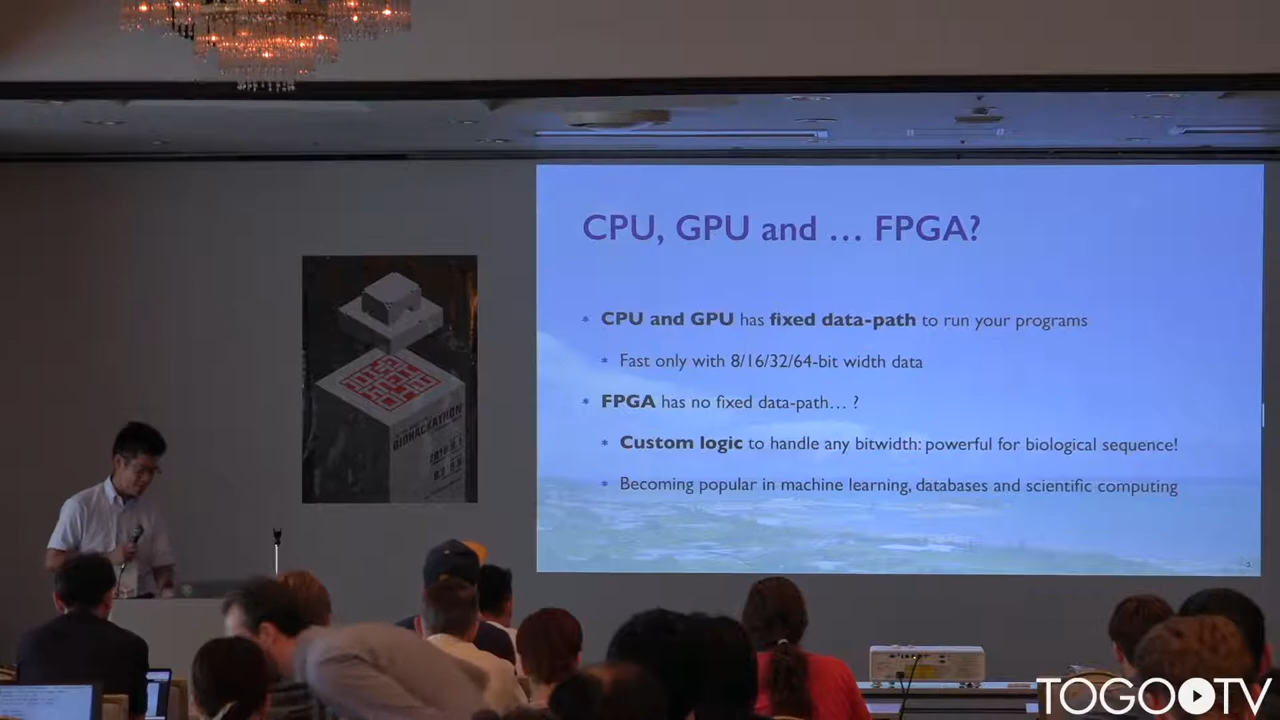 CPU, GPU and … FPGA?
* CPU and GPU has fixed data-path to run your programs
* Fast only with 8/16/32/64-bit width data
* FPGA has no fixed data-path… ?
* Custom logic to handle any bitwidth: powerful for biological sequence!
* Becoming popular in machine learning, databases and scientific computing
BIOHACKATHON
TOGOTV